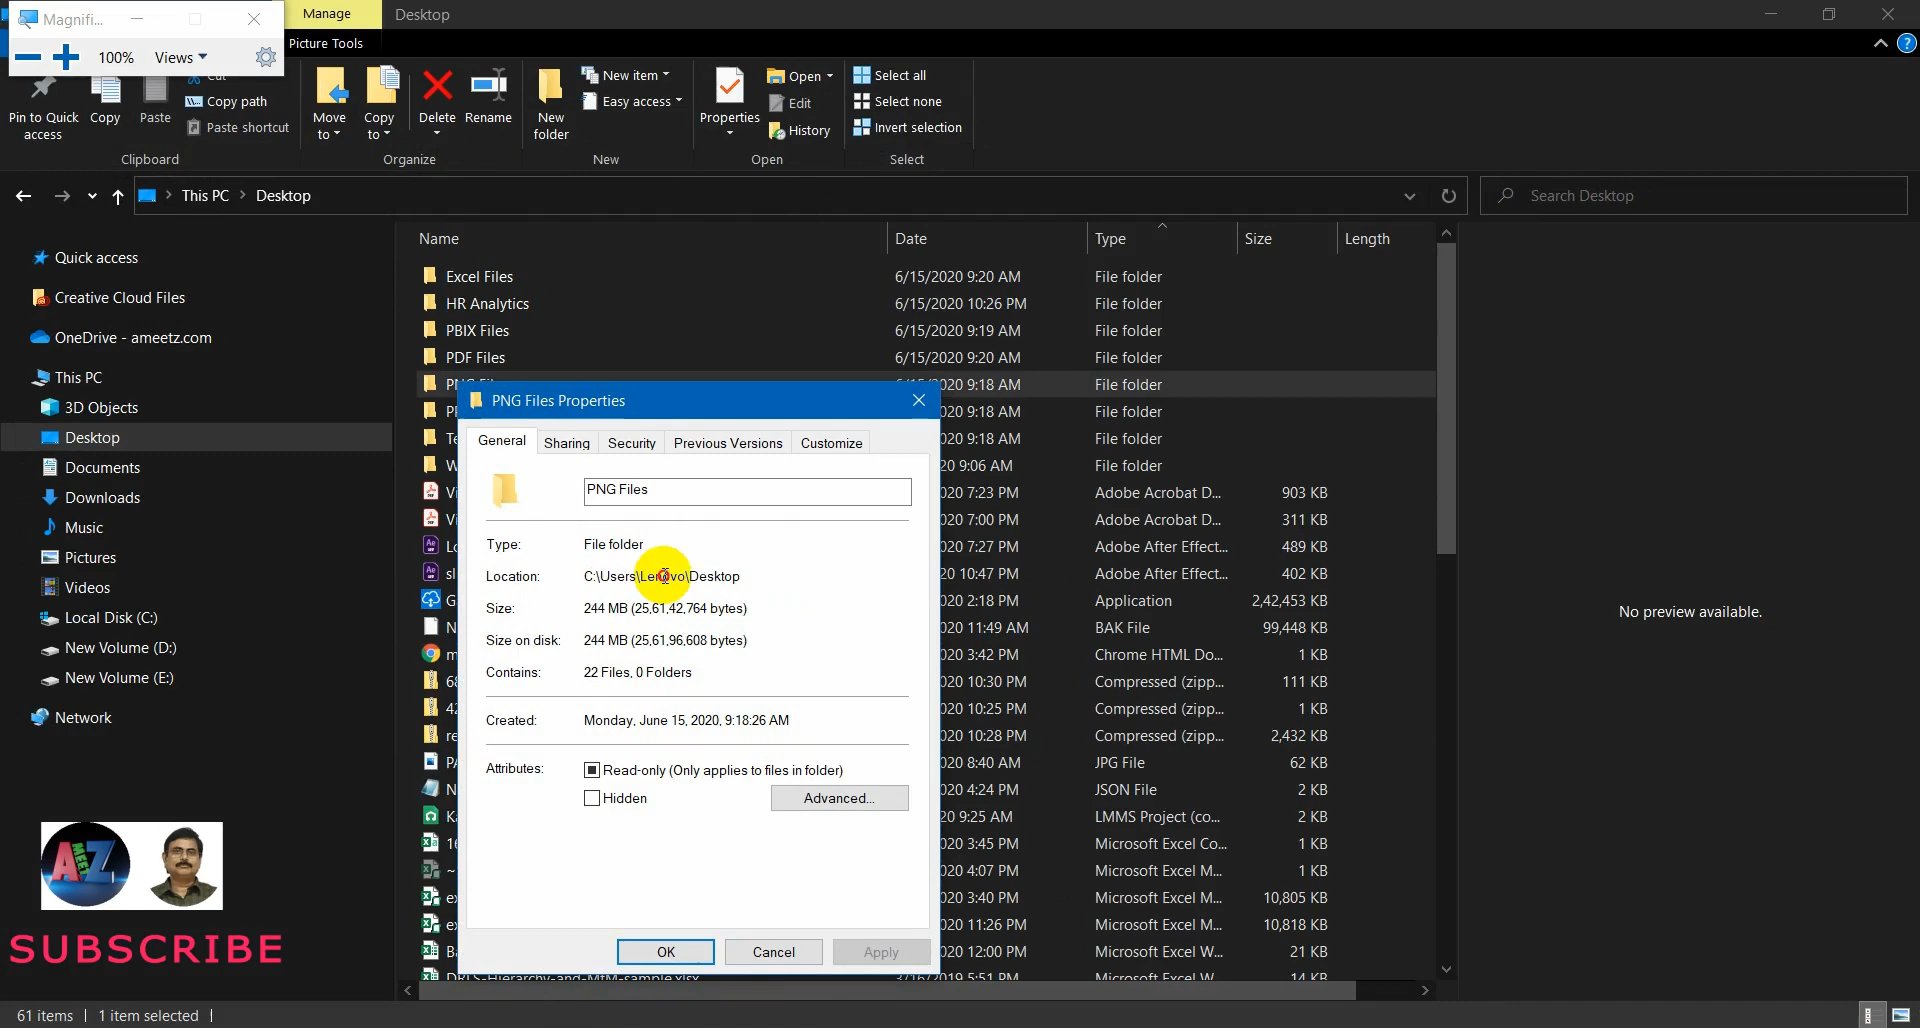 Magnifi...
100%
Views
Manage
Desktop
Picture Tools
Pin to Quick
access
Copy
Paste
Cut
Copy path
Paste shortcut
Move
to
Copy
to
Delete
Rename
New
folder
New item
Easy access
Properties
Open
Edit
History
Select all
Select none
Invert selection
Clipboard
Organize
New
Open
Select
This PC
Desktop
Search Desktop
Quick access
Creative Cloud Files
OneDrive - ameetz.com
This PC
3D Objects
Desktop
Documents
Downloads
Music
Pictures
Videos
Local Disk (C:)
New Volume (D:)
New Volume (E:)
Network
Name Date Type Size Length
Excel Files 6/15/2020 9:20 AM File folder
HR Analytics 6/15/2020 10:26 PM File folder
PBIX Files 6/15/2020 9:19 AM File folder
PDF Files 6/15/2020 9:20 AM File folder
020 9:18 AM File folder
020 9:18 AM File folder
020 9:18 AM File folder
20 9:06 AM File folder
020 7:23 PM Adobe Acrobat D... 903 KB
020 7:00 PM Adobe Acrobat D... 311 KB
020 7:27 PM Adobe After Effect... 489 KB
020 10:47 PM Adobe After Effect... 402 KB
020 2:18 PM Application 2,42,453 KB
020 11:49 AM BAK File 99,448 KB
020 3:42 PM Chrome HTML Do... 1 KB
020 10:30 PM Compressed (zipp... 111 KB
020 10:25 PM Compressed (zipp... 1 KB
020 10:28 PM Compressed (zipp... 2,432 KB
020 8:40 AM JPG File 62 KB
020 4:24 PM JSON File 2 KB
20 9:25 AM LMMS Project (co... 2 KB
020 3:45 PM Microsoft Excel Co... 1 KB
020 4:07 PM Microsoft Excel M... 1 KB
020 3:40 PM Microsoft Excel M... 10,805 KB
020 11:26 PM Microsoft Excel M... 10,818 KB
020 12:00 PM Microsoft Excel W... 21 KB
3/16/2019 5:51 PM Microsoft Excel W... 14 KB
PNG Files Properties
General
Sharing
Security
Previous Versions
Customize
PNG Files
Type: File folder
Location: C:\Users\Lenovo\Desktop
Size: 244 MB (25,61,42,764 bytes)
Size on disk: 244 MB (25,61,96,608 bytes)
Contains: 22 Files, 0 Folders
Created: Monday, June 15, 2020, 9:18:26 AM
Attributes:
Read-only (Only applies to files in folder)
Hidden
Advanced...
OK
Cancel
Apply
No preview available.
A MEET Z
SUBSCRIBE
61 items
1 item selected